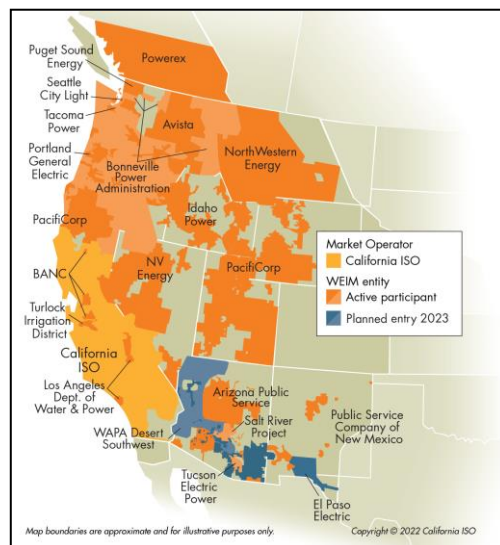 Powerex
Puget Sound
Energy
Seattle
City Light
Tacoma
Power
Avista
Portland
General
Electric
NorthWestern
Energy
Bonneville
Power
Administration
Idaho
Power
PacifiCorp
BANC
NV
Energy
PacifiCorp
Market Operator
California ISO
WEIM entity
Active participant
Planned entry 2023
Turlock
Irrigation
District
California
ISO
Los Angeles
Dept. of
Water & Power
Arizona Public
Service
Salt River
Project
Public Service
Company of
New Mexico
WAPA Desert
Southwest
Tucson
Electric
Power
El Paso
Electric
Map boundaries are approximate and for illustrative purposes only.
Copyright © 2022 California ISO